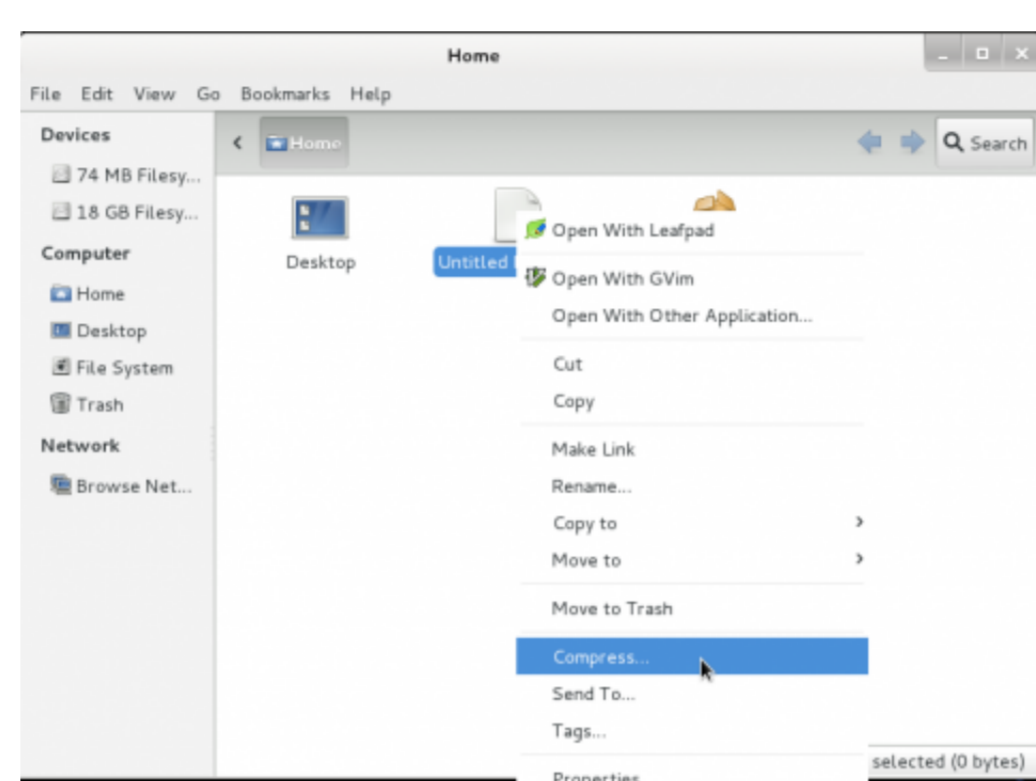 Home
File Edit View Go Bookmarks Help
Devices
74 MB Filesy...
18 GB Filesy...
Computer
Home
Desktop
File System
Trash
Network
Browse Net...
Home
Search
Desktop
Untitled
Open With Leafpad
Open With GVim
Open With Other Application...
Cut
Copy
Make Link
Rename...
Copy to
Move to
Move to Trash
Compress...
Send To...
Tags...
Properties
selected (0 bytes)